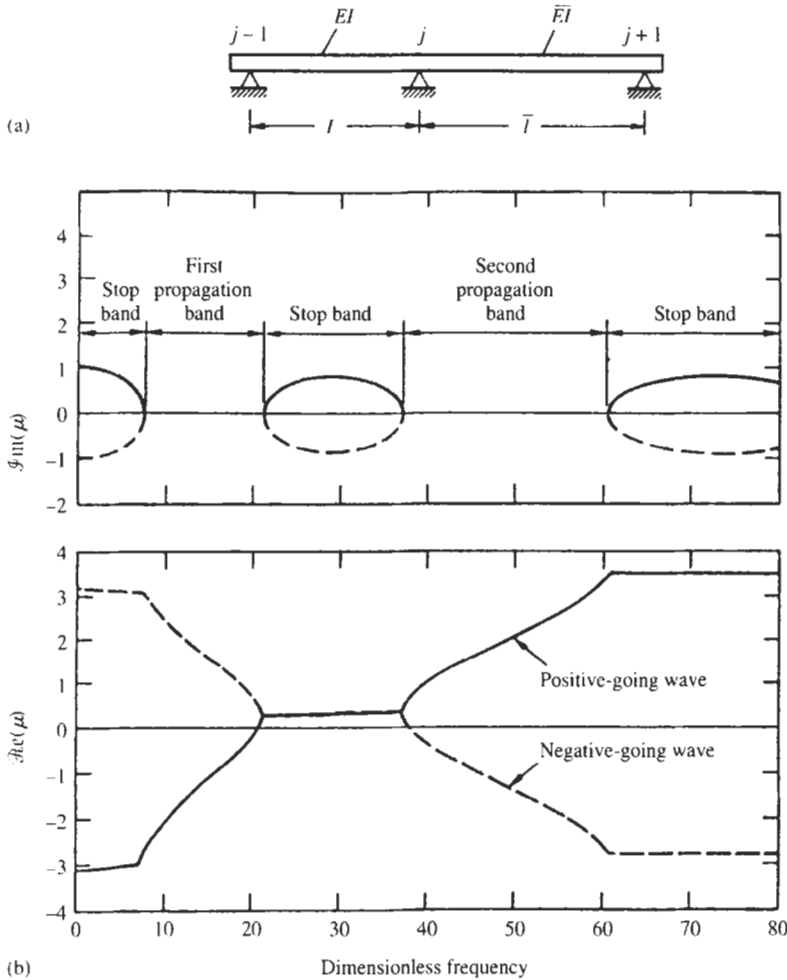 j − 1 EI j E̅I̅ j + 1
(a)
l l̅
4
3
2
1
0
−1
−2
First
propagation
band
Second
propagation
band
Stop
band
Stop band
Stop band
ℐm(μ)
4
3
2
1
0
−1
−2
−3
−4
ℛe(μ)
Positive-going wave
Negative-going wave
0 10 20 30 40 50 60 70 80
(b) Dimensionless frequency